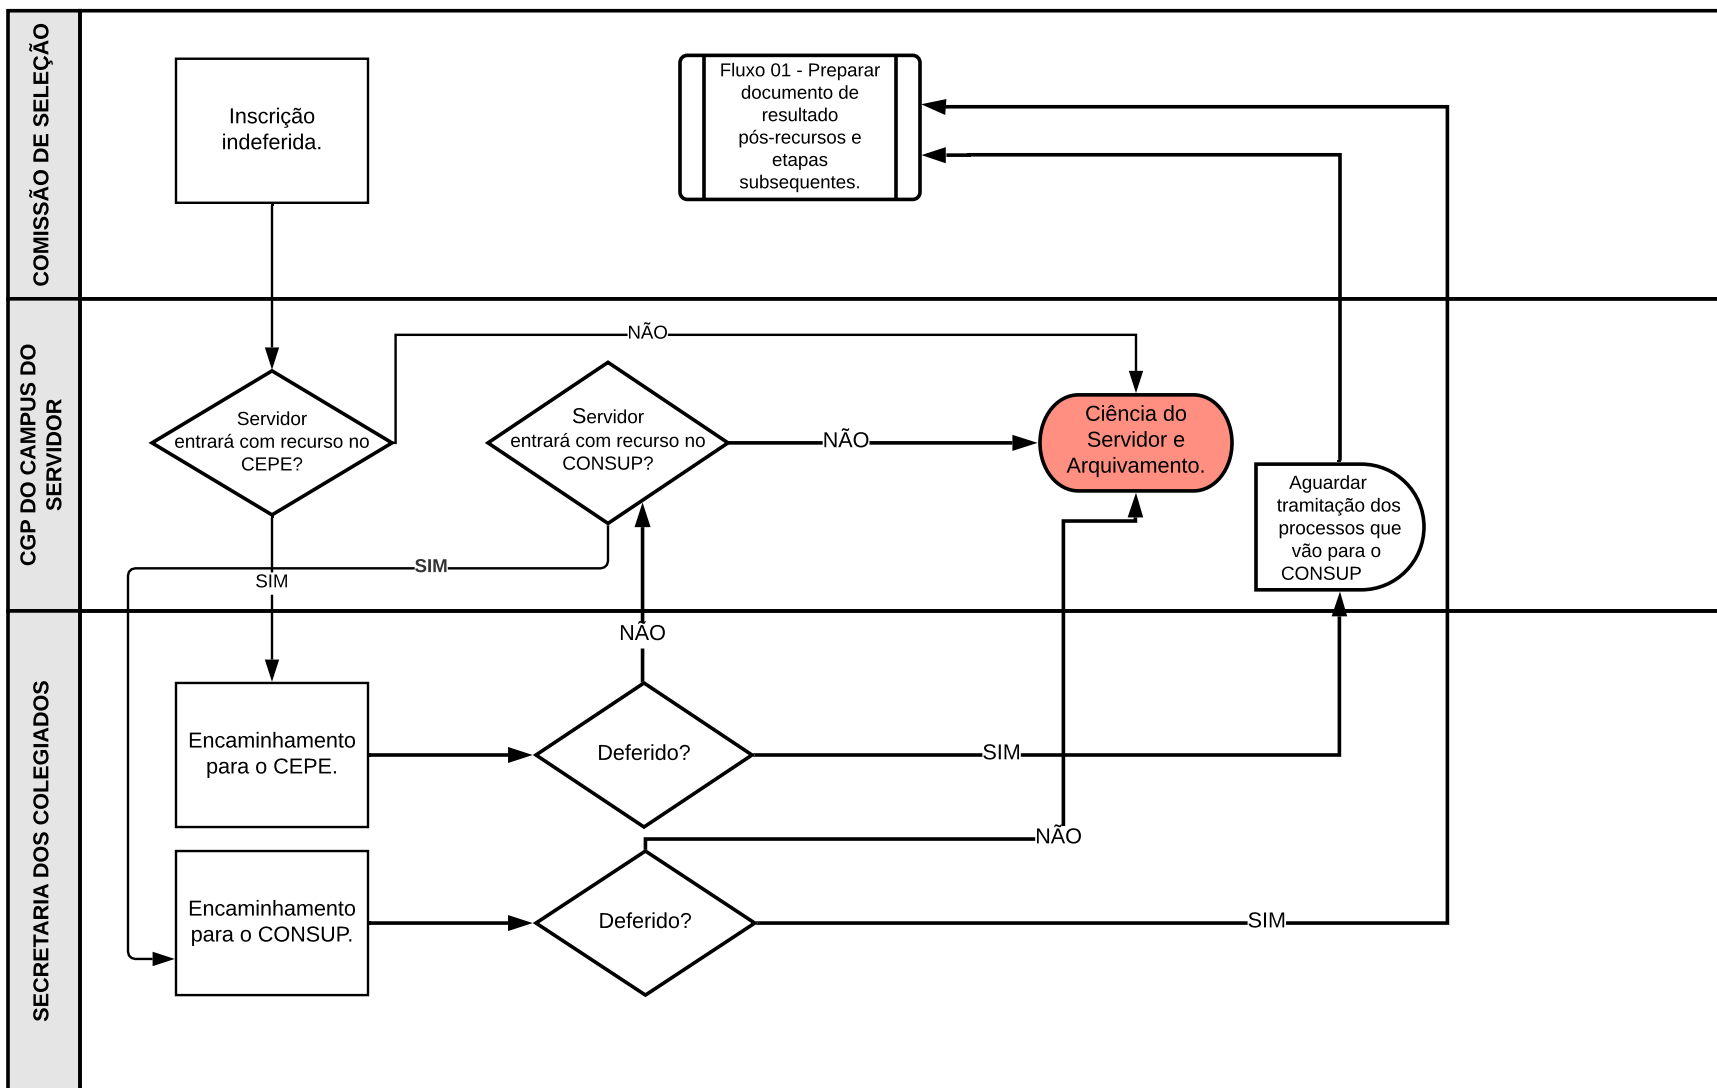 COMISSÃO DE SELEÇÃO
Inscrição
indeferida.
Fluxo 01 - Preparar
documento de
resultado
pós-recursos e
etapas
subsequentes.
CGP DO CAMPUS DO
SERVIDOR
NÃO
Servidor
entrará com recurso no
CEPE?
Servidor
entrará com recurso no
CONSUP?
NÃO
Ciência do
Servidor e
Arquivamento.
Aguardar
tramitação dos
processos que
vão para o
CONSUP
SIM
SIM
SECRETARIA DOS COLEGIADOS
NÃO
Encaminhamento
para o CEPE.
Deferido?
SIM
NÃO
Encaminhamento
para o CONSUP.
Deferido?
SIM